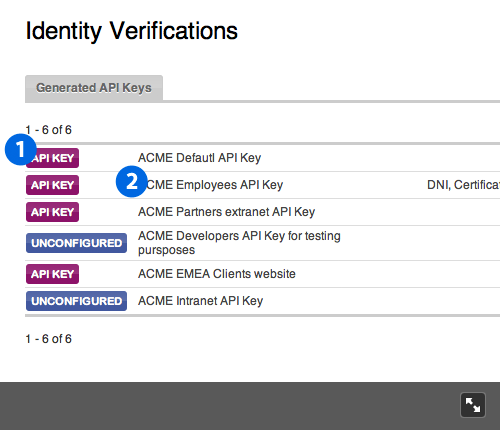 Identity Verifications
Generated API Keys
1 - 6 of 6
1
API KEY ACME Defautl API Key
2
API KEY ACME Employees API Key DNI, Certifica
API KEY ACME Partners extranet API Key
UNCONFIGURED ACME Developers API Key for testing
pursposes
API KEY ACME EMEA Clients website
UNCONFIGURED ACME Intranet API Key
1 - 6 of 6